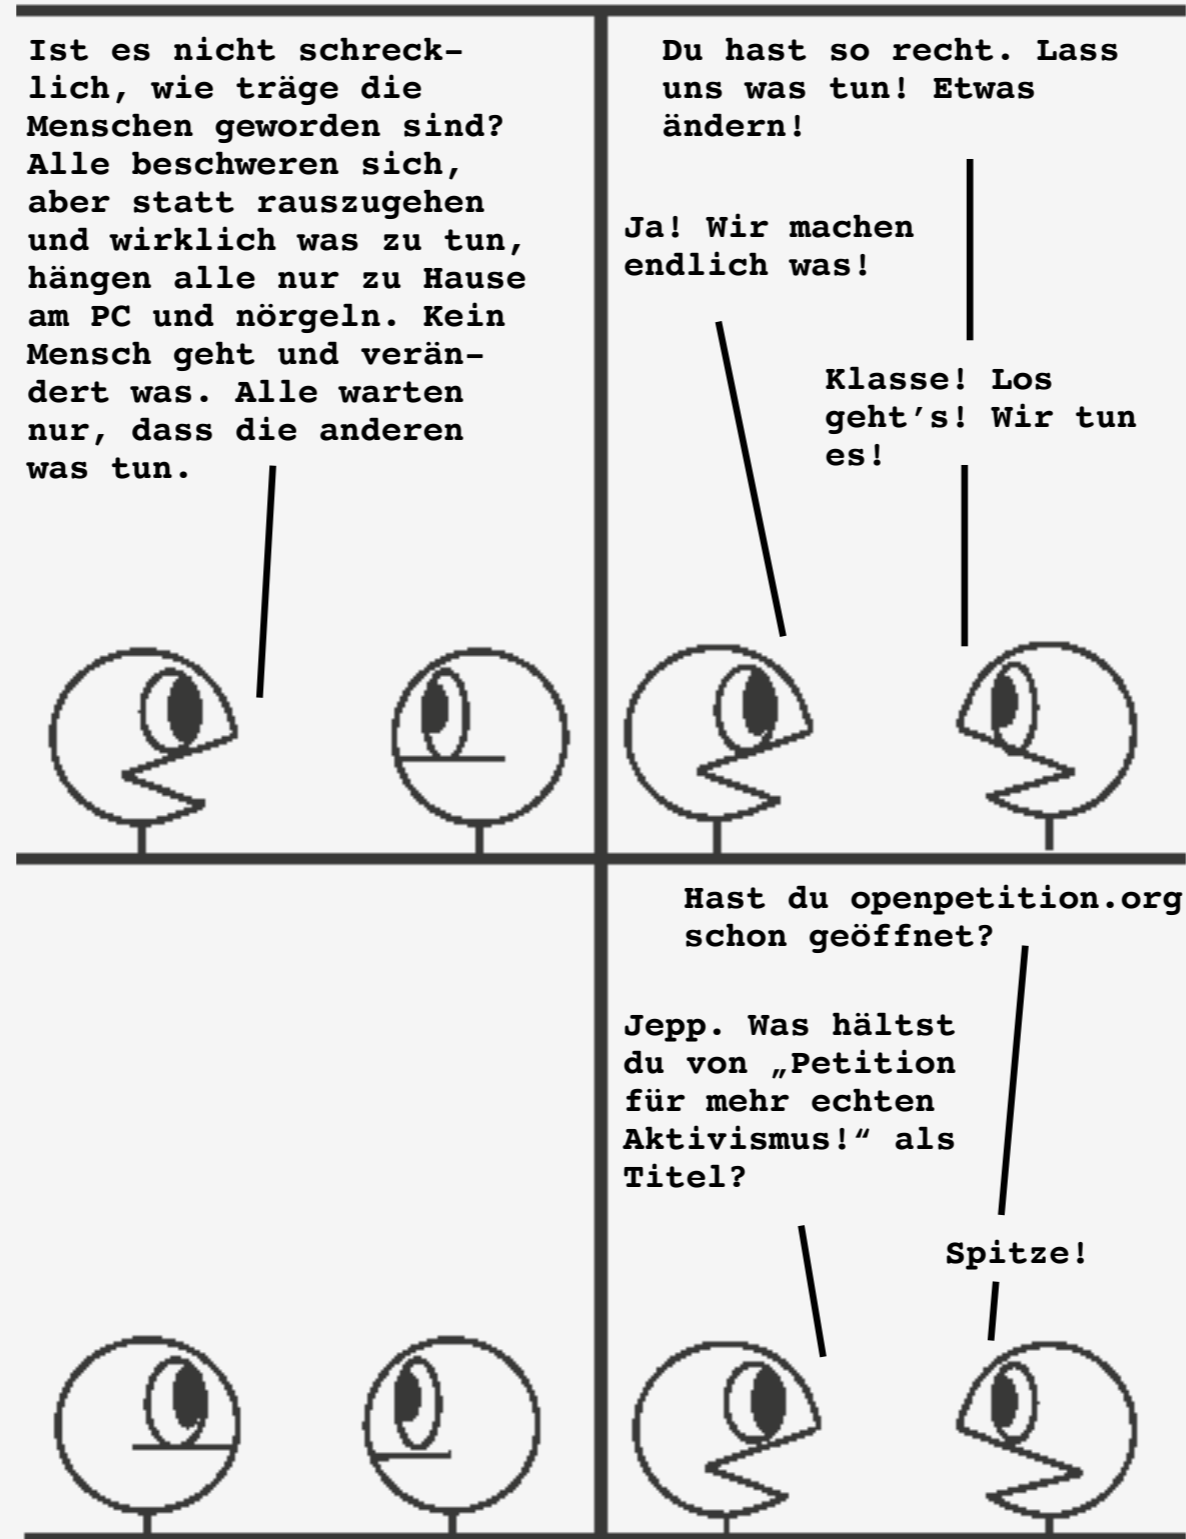 Ist es nicht schreck-
lich, wie träge die
Menschen geworden sind?
Alle beschweren sich,
aber statt rauszugehen
und wirklich was zu tun,
hängen alle nur zu Hause
am PC und nörgeln. Kein
Mensch geht und verän-
dert was. Alle warten
nur, dass die anderen
was tun.
Du hast so recht. Lass
uns was tun! Etwas
ändern!
Ja! Wir machen
endlich was!
Klasse! Los
geht’s! Wir tun
es!
Hast du openpetition.org
schon geöffnet?
Jepp. Was hältst
du von „Petition
für mehr echten
Aktivismus!“ als
Titel?
Spitze!